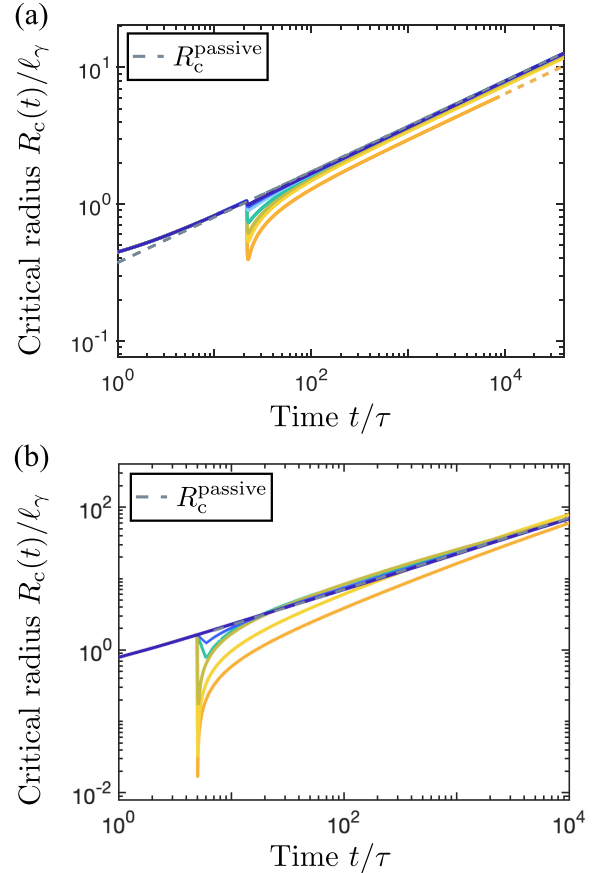 (a)
R_c^passive
Critical radius R_c(t)/ℓ_γ
10^1
10^0
10^-1
10^0
10^2
10^4
Time t/τ
(b)
R_c^passive
Critical radius R_c(t)/ℓ_γ
10^2
10^0
10^-2
10^0
10^2
10^4
Time t/τ